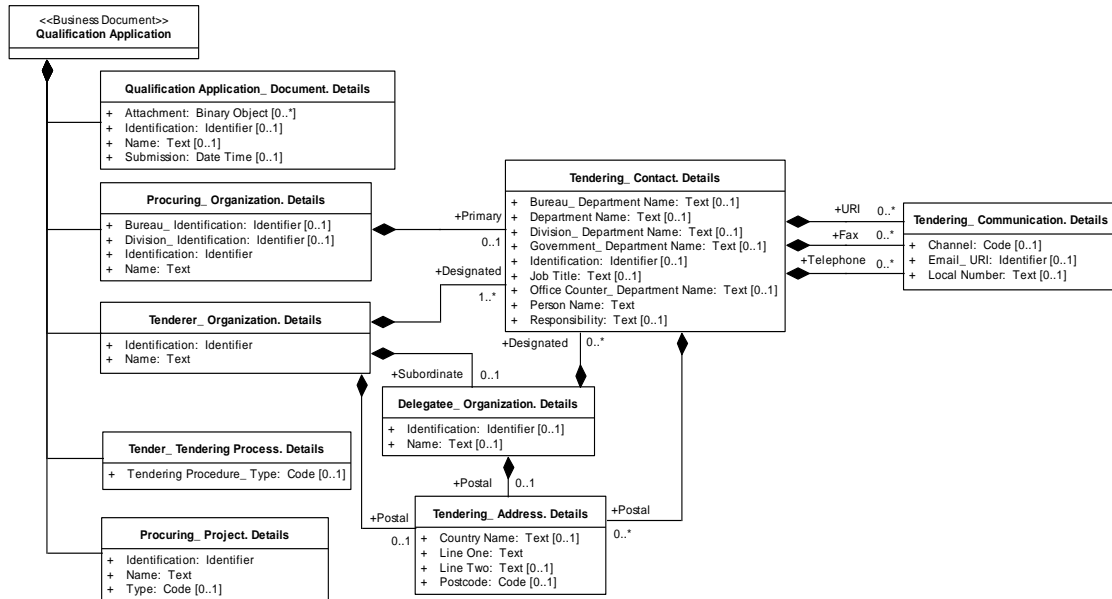 <<Business Document>>
Qualification Application
Qualification Application_ Document. Details
+ Attachment: Binary Object [0..*]
+ Identification: Identifier [0..1]
+ Name: Text [0..1]
+ Submission: Date Time [0..1]
Procuring_ Organization. Details
+ Bureau_ Identification: Identifier [0..1]
+ Division_ Identification: Identifier [0..1]
+ Identification: Identifier
+ Name: Text
+Primary
0..1
+Designated
1..*
Tendering_ Contact. Details
+ Bureau_ Department Name: Text [0..1]
+ Department Name: Text [0..1]
+ Division_ Department Name: Text [0..1]
+ Government_ Department Name: Text [0..1]
+ Identification: Identifier [0..1]
+ Job Title: Text [0..1]
+ Office Counter_ Department Name: Text [0..1]
+ Person Name: Text
+ Responsibility: Text [0..1]
+URI 0..*
+Fax 0..*
+Telephone 0..*
Tendering_ Communication. Details
+ Channel: Code [0..1]
+ Email_ URI: Identifier [0..1]
+ Local Number: Text [0..1]
Tenderer_ Organization. Details
+ Identification: Identifier
+ Name: Text
+Subordinate 0..1
+Designated 0..*
Delegatee_ Organization. Details
+ Identification: Identifier [0..1]
+ Name: Text [0..1]
Tender_ Tendering Process. Details
+ Tendering Procedure_ Type: Code [0..1]
+Postal 0..1
+Postal
0..1
+Postal
0..*
Tendering_ Address. Details
+ Country Name: Text [0..1]
+ Line One: Text
+ Line Two: Text [0..1]
+ Postcode: Code [0..1]
Procuring_ Project. Details
+ Identification: Identifier
+ Name: Text
+ Type: Code [0..1]